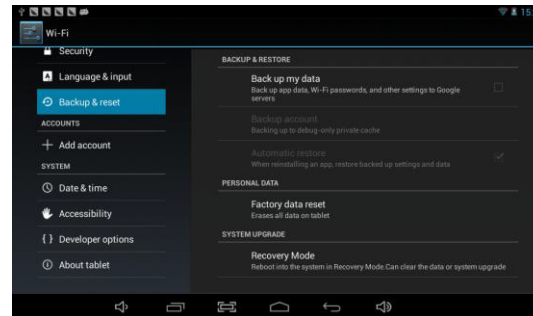 15
Wi-Fi
Security
Language & input
Backup & reset
ACCOUNTS
Add account
SYSTEM
Date & time
Accessibility
Developer options
About tablet
BACKUP & RESTORE
Back up my data
Back up app data, Wi-Fi passwords, and other settings to Google
servers
Backup account
Backing up to debug-only private cache
Automatic restore
When reinstalling an app, restore backed up settings and data
PERSONAL DATA
Factory data reset
Erases all data on tablet
SYSTEM UPGRADE
Recovery Mode
Reboot into the system in Recovery Mode.Can clear the data or system upgrade